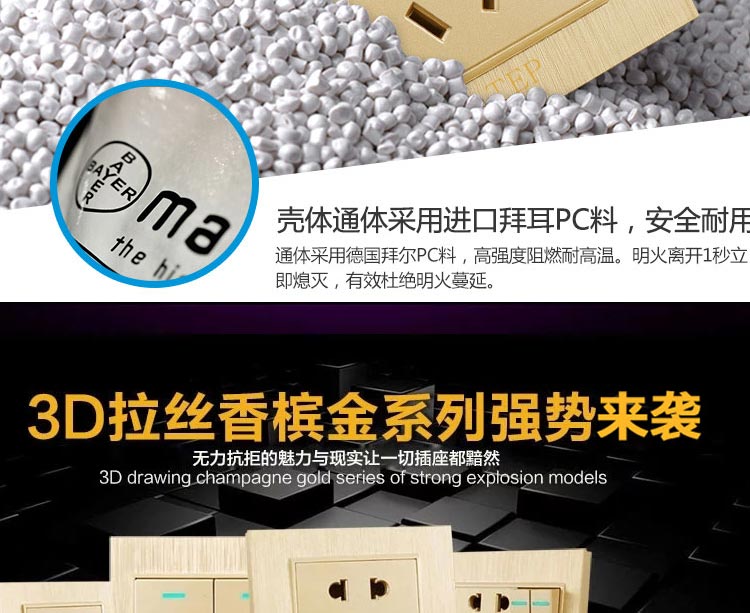 TEP
BAYER
BAYER
ma
the hi
壳体通体采用进口拜耳PC料，安全耐用
通体采用德国拜尔PC料，高强度阻燃耐高温。明火离开1秒立
即熄灭，有效杜绝明火蔓延。
3D拉丝香槟金系列强势来袭
无力抗拒的魅力与现实让一切插座都黯然
3D drawing champagne gold series of strong explosion models